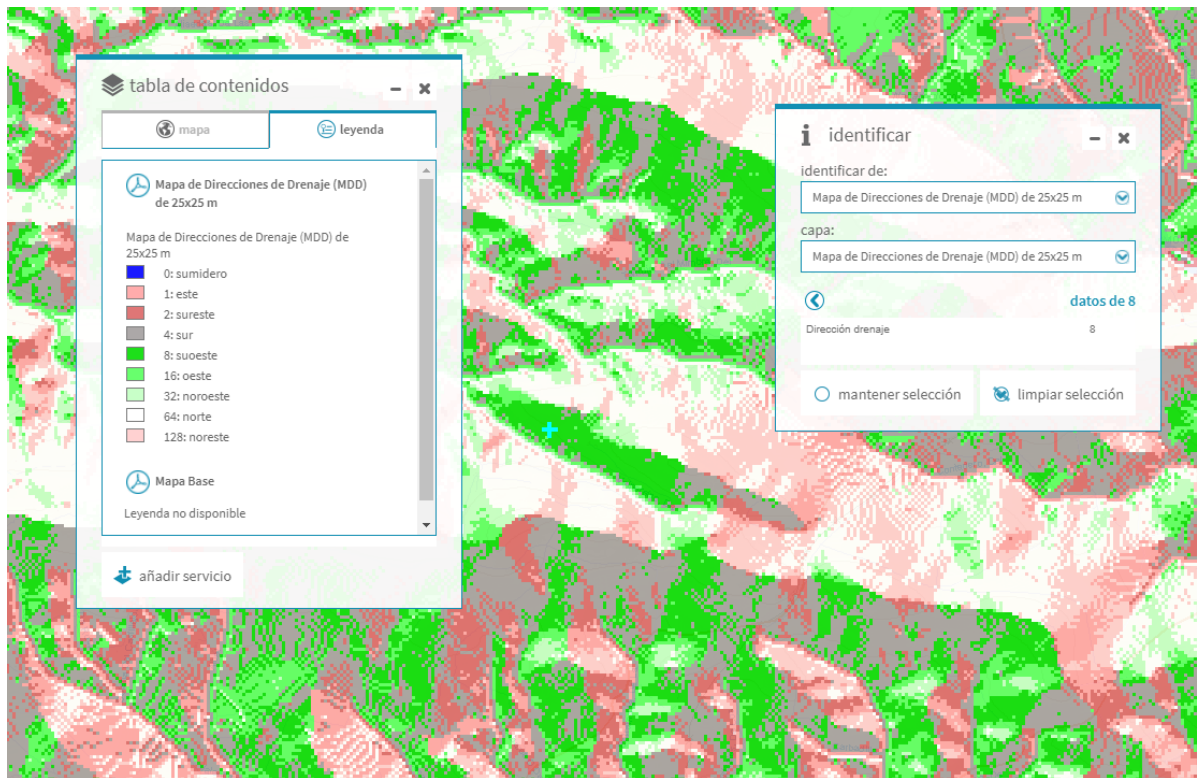 tabla de contenidos
mapa
leyenda
Mapa de Direcciones de Drenaje (MDD)
de 25x25 m
Mapa de Direcciones de Drenaje (MDD) de
25x25 m
0: sumidero
1: este
2: sureste
4: sur
8: suoeste
16: oeste
32: noroeste
64: norte
128: noreste
Mapa Base
Leyenda no disponible
añadir servicio
identificar
identificar de:
Mapa de Direcciones de Drenaje (MDD) de 25x25 m
capa:
Mapa de Direcciones de Drenaje (MDD) de 25x25 m
datos de 8
Dirección drenaje 8
mantener selección
limpiar selección